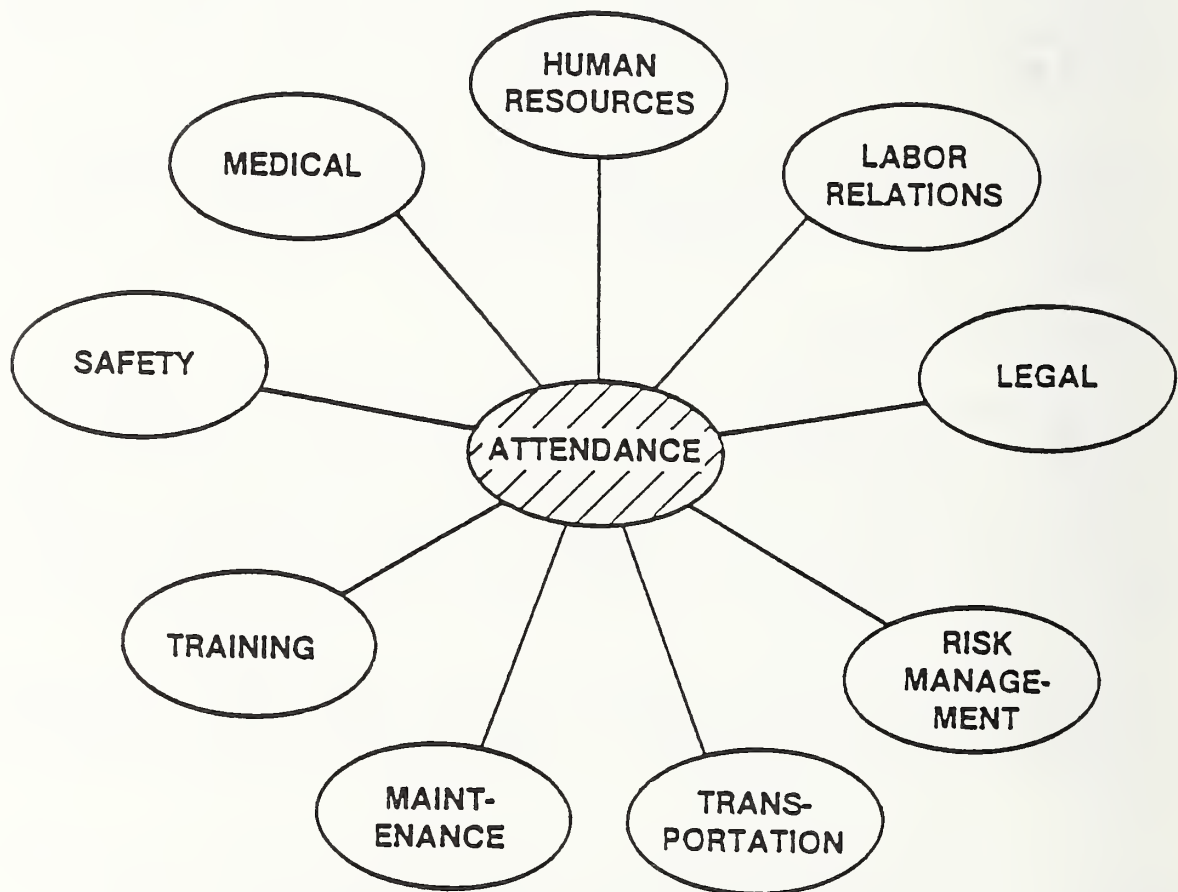 HUMAN
RESOURCES
MEDICAL
LABOR
RELATIONS
SAFETY
LEGAL
ATTENDANCE
TRAINING
RISK
MANAGE-
MENT
MAINT-
ENANCE
TRANS-
PORTATION